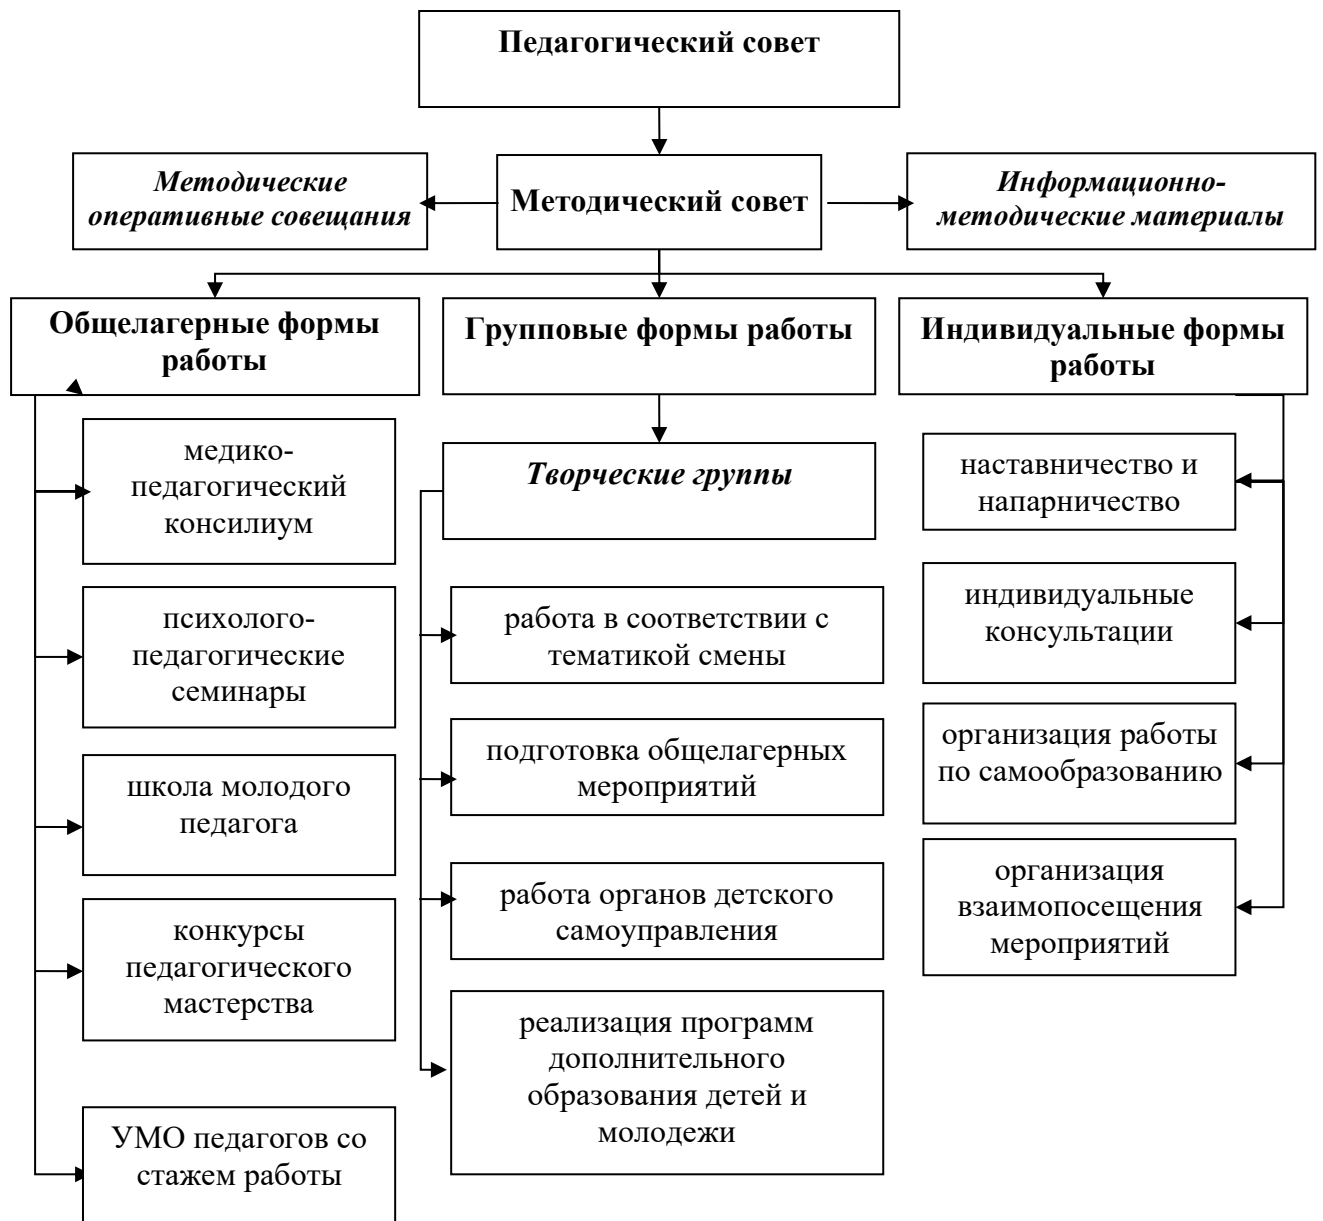 Педагогический совет
Методические
оперативные совещания
Методический совет
Информационно-
методические материалы
Общелагерные формы
работы
Групповые формы работы
Индивидуальные формы
работы
медико-
педагогический
консилиум
психолого-
педагогические
семинары
школа молодого
педагога
конкурсы
педагогического
мастерства
УМО педагогов со
стажем работы
Творческие группы
работа в соответствии с
тематикой смены
подготовка общелагерных
мероприятий
работа органов детского
самоуправления
реализация программ
дополнительного
образования детей и
молодежи
наставничество и
напарничество
индивидуальные
консультации
организация работы
по самообразованию
организация
взаимопосещения
мероприятий